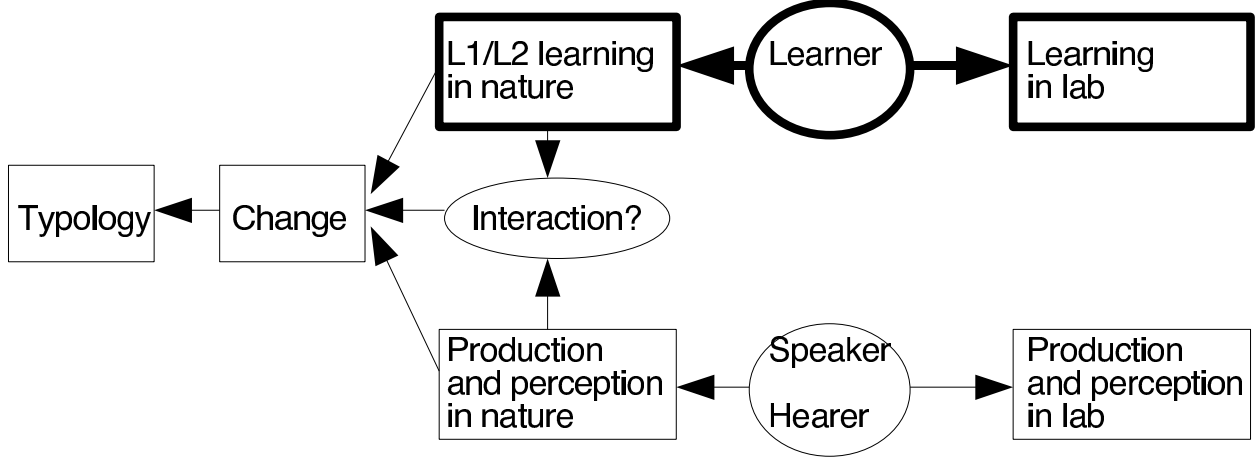 L1/L2 learning
in nature
Learner
Learning
in lab
Typology
Change
Interaction?
Production
and perception
in nature
Speaker
Hearer
Production
and perception
in lab